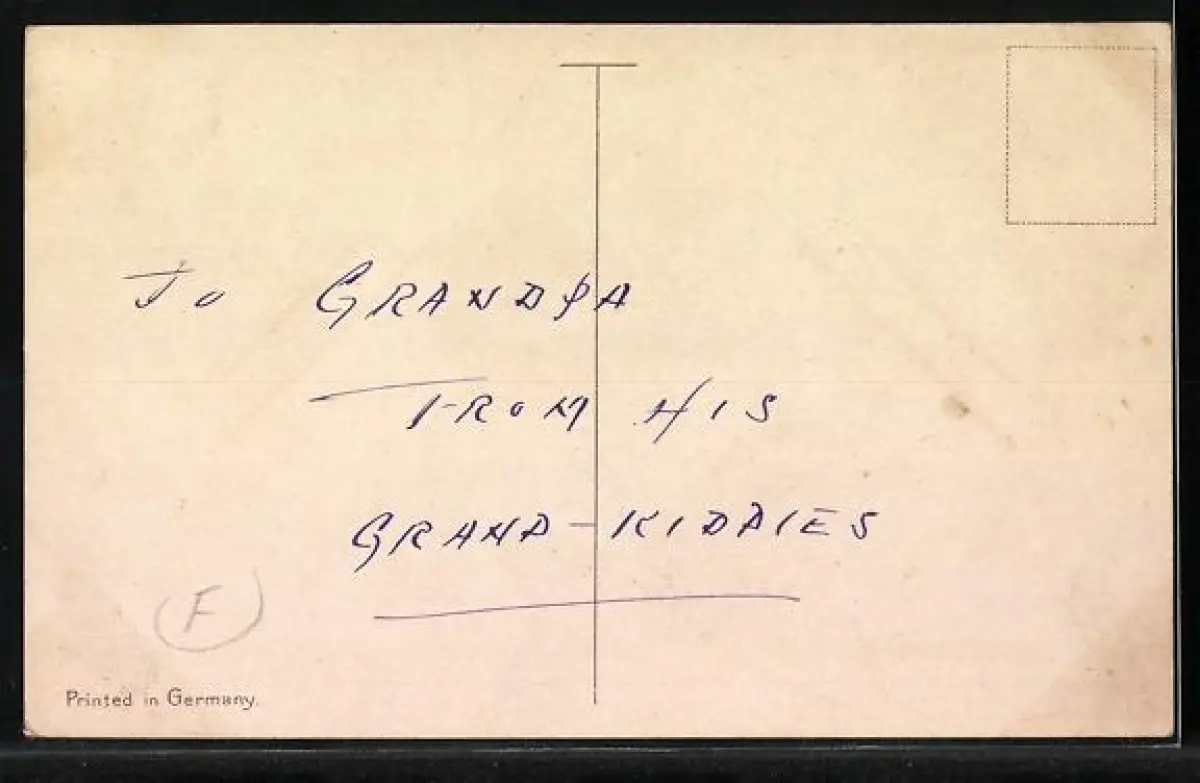 To GRANDPA
FROM HIS
GRAND-KIDDIES
F
Printed in Germany.